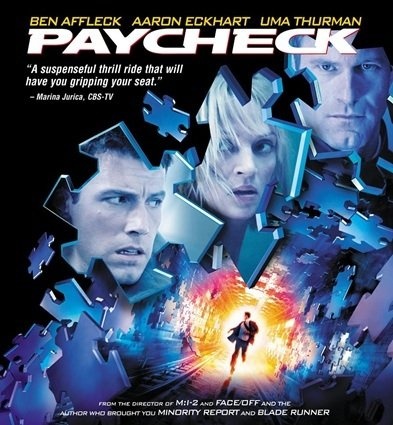 BEN AFFLECK AARON ECKHART UMA THURMAN
PAYCHECK
"A suspenseful thrill ride that will
have you gripping your seat."
– Marina Jurica, CBS-TV
FROM THE DIRECTOR OF M:I-2 AND FACE/OFF AND THE
AUTHOR WHO BROUGHT YOU MINORITY REPORT AND BLADE RUNNER